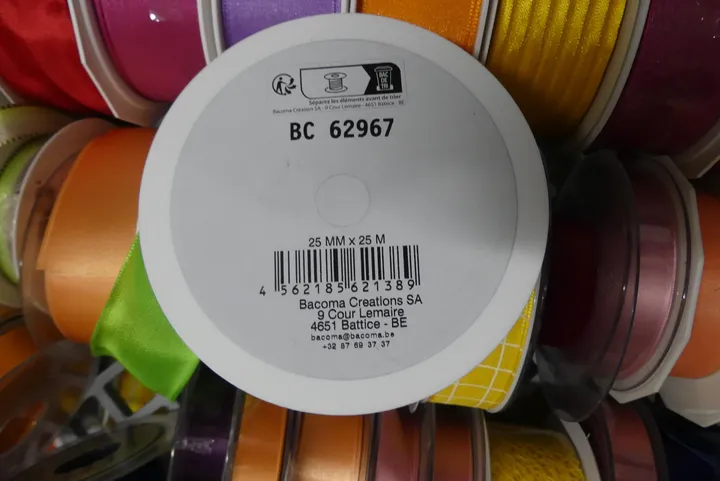 BAC
DE
TRI
Séparez les éléments avant de trier
Bacoma Creation SA - 9 Cour Lemaire - 4651 Battice - BE
BC 62967
25 MM x 25 M
4 562185 621389
Bacoma Creations SA
9 Cour Lemaire
4651 Battice - BE
bacoma@bacoma.be
+32 87 69 37 37